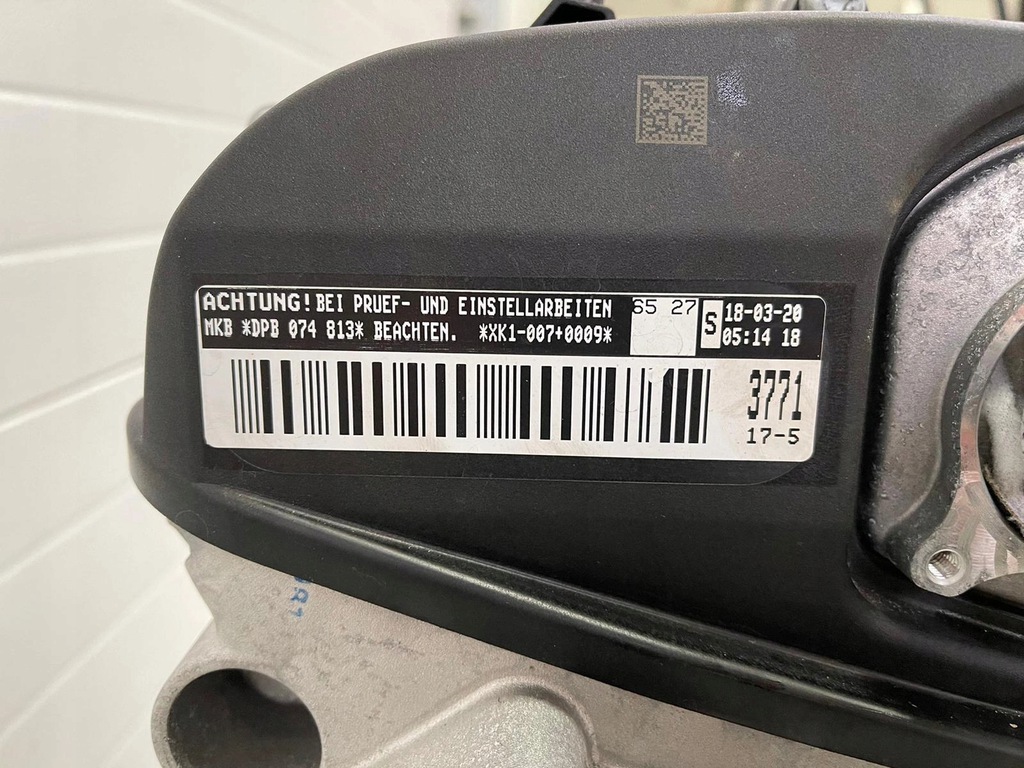 ACHTUNG! BEI PRUEF- UND EINSTELLARBEITEN
MKB *DPB 074 813* BEACHTEN. *XK1-007+0009*
65 27
S
18-03-20
05:14 18
3771
17-5